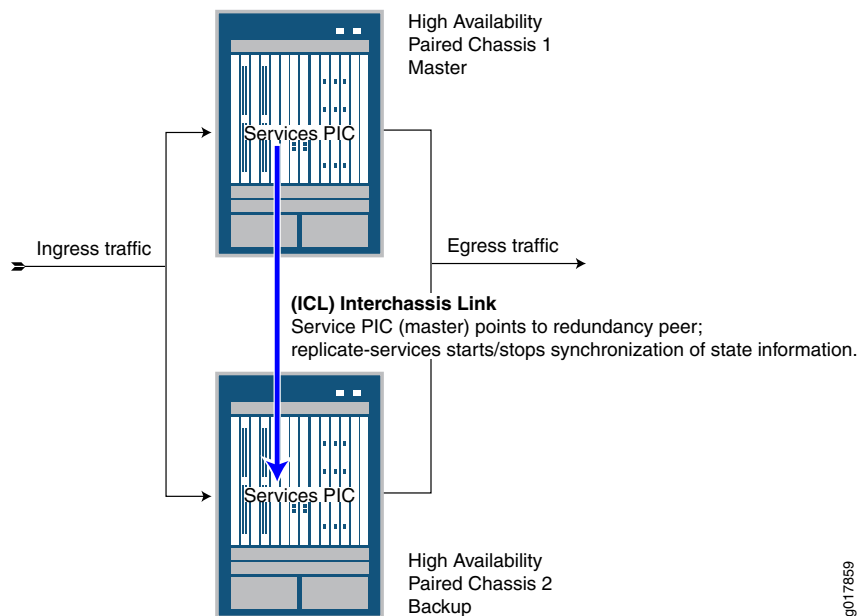 High Availability
Paired Chassis 1
Master
Services PIC
Ingress traffic
Egress traffic
(ICL) Interchassis Link
Service PIC (master) points to redundancy peer;
replicate-services starts/stops synchronization of state information.
Services PIC
High Availability
Paired Chassis 2
Backup
g017859